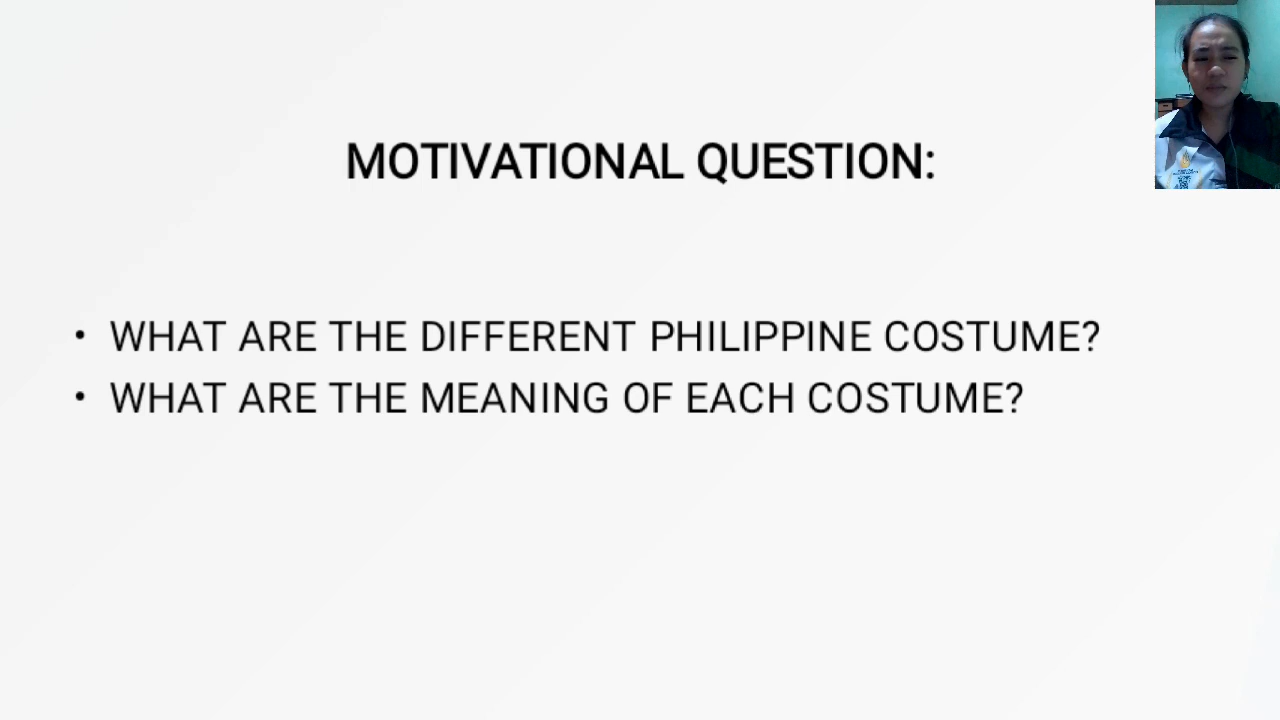 MOTIVATIONAL QUESTION:
• WHAT ARE THE DIFFERENT PHILIPPINE COSTUME?
• WHAT ARE THE MEANING OF EACH COSTUME?